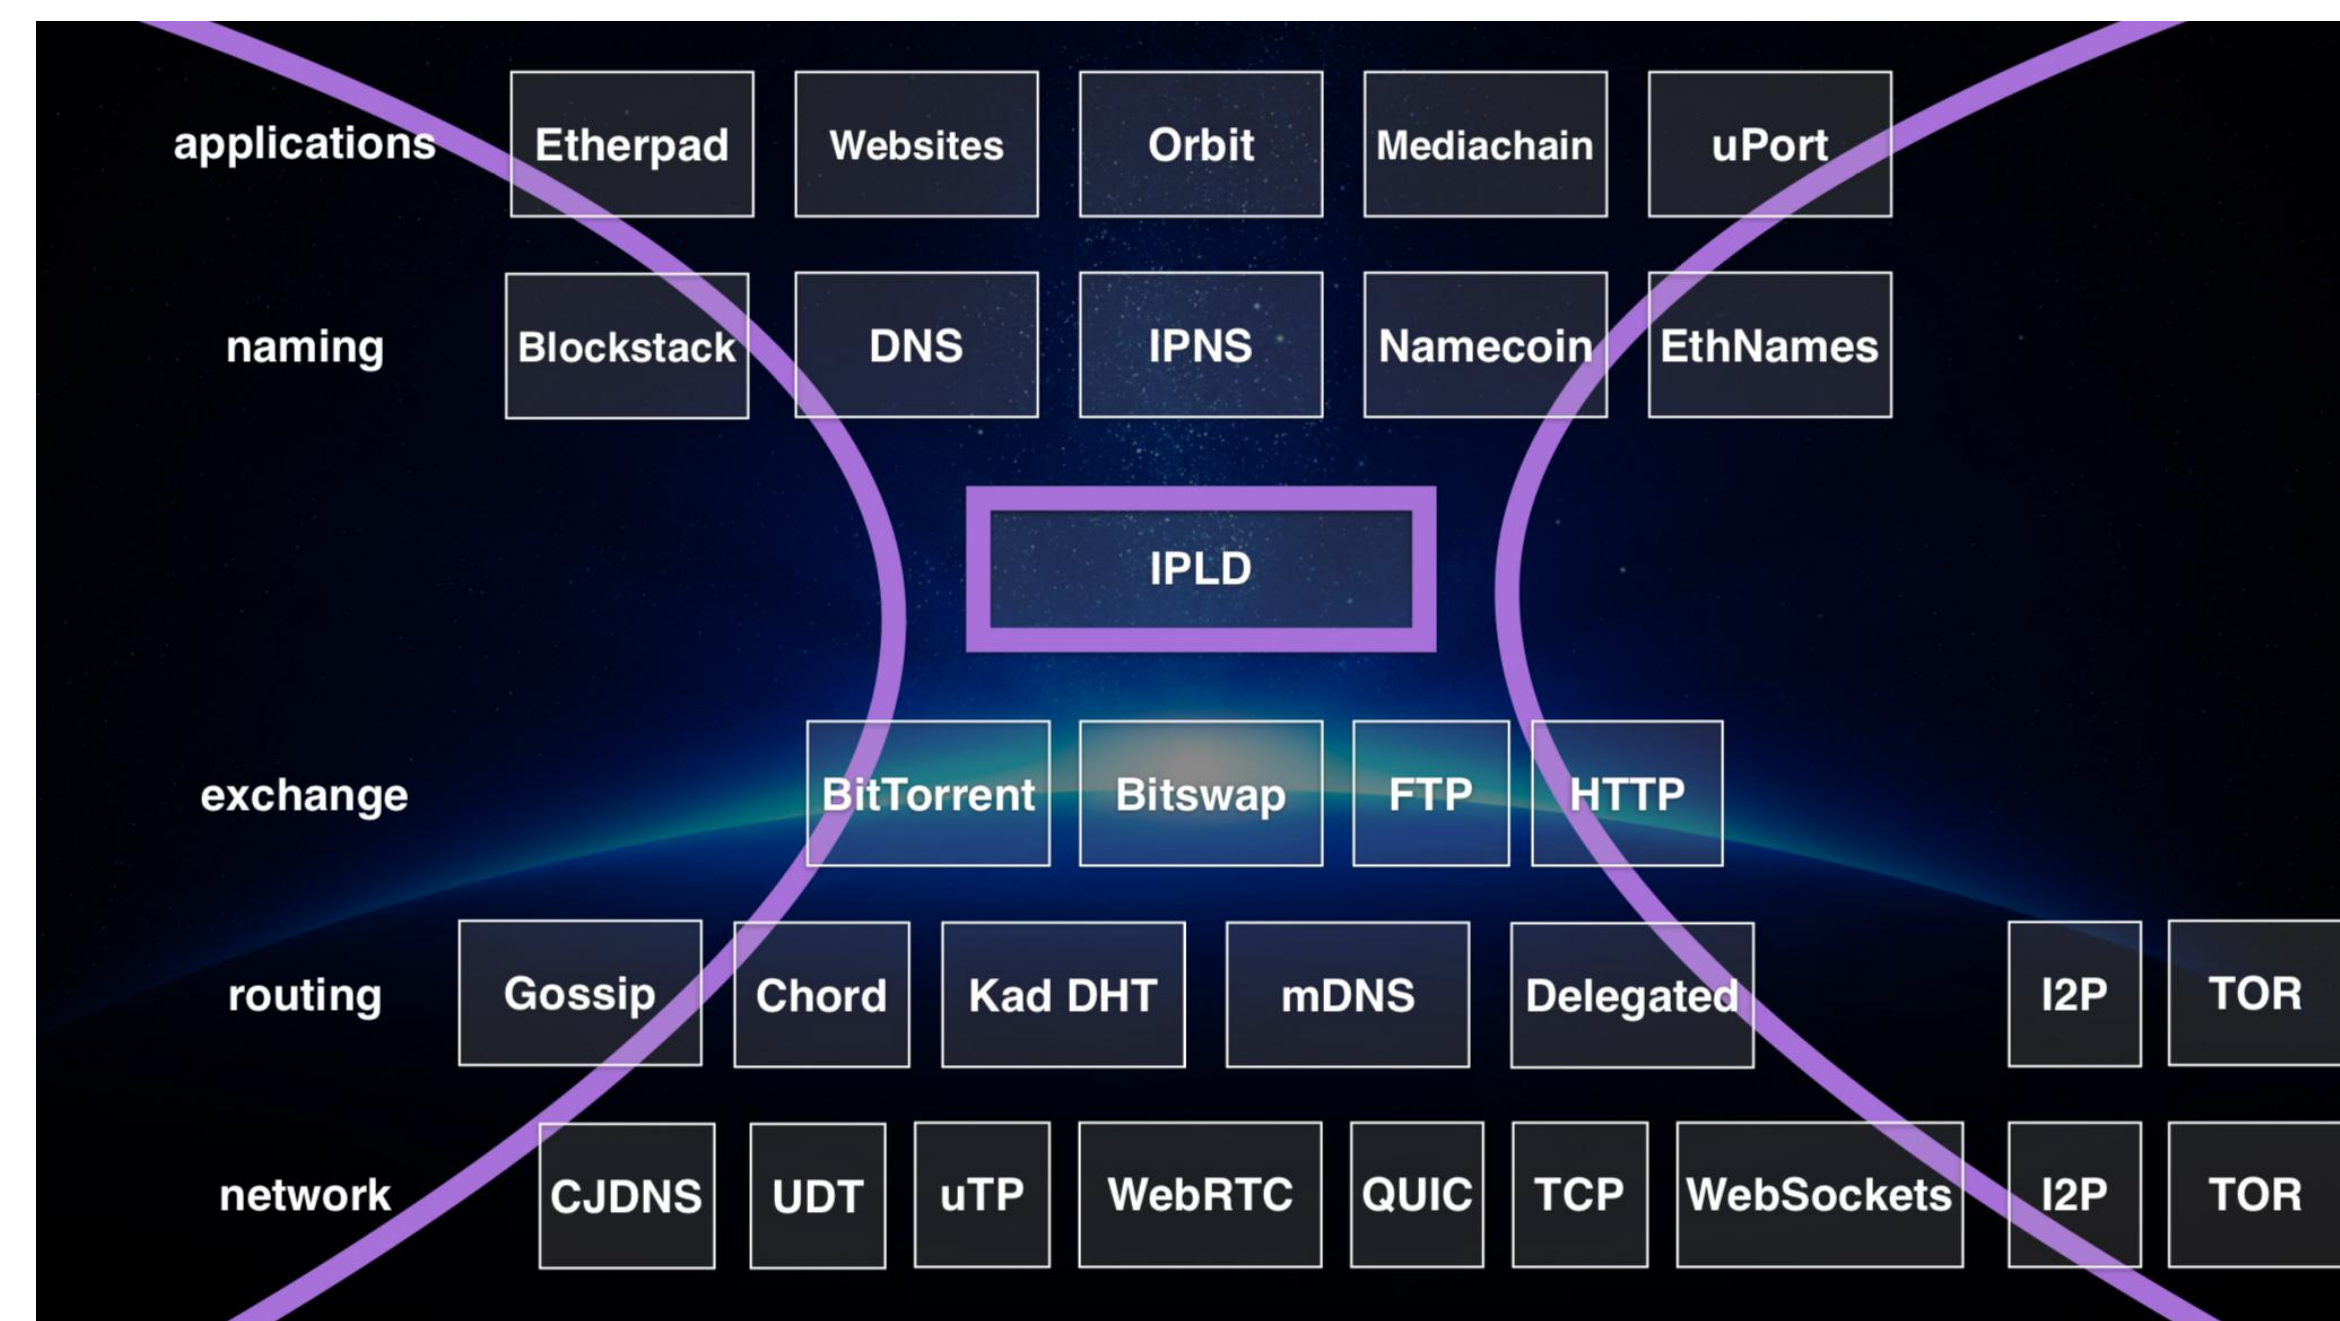 applications Etherpad Websites Orbit Mediachain uPort
naming Blockstack DNS IPNS Namecoin EthNames
IPLD
exchange BitTorrent Bitswap FTP HTTP
routing Gossip Chord Kad DHT mDNS Delegated I2P TOR
network CJDNS UDT uTP WebRTC QUIC TCP WebSockets I2P TOR